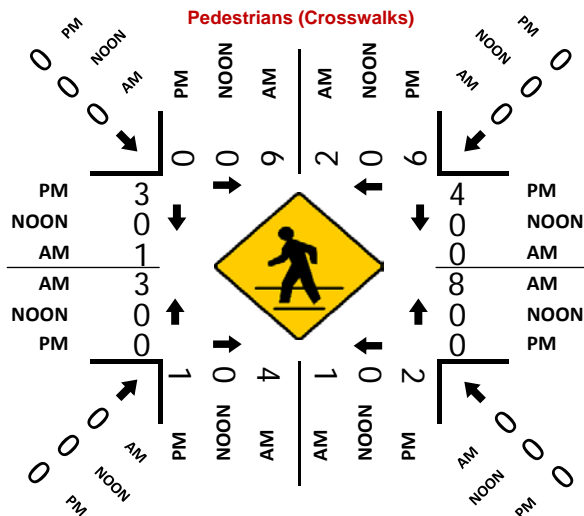 Pedestrians (Crosswalks)
PM NOON AM PM NOON AM AM NOON PM AM NOON PM
0 0 0 0 0 6 2 0 9 0 0 0
PM 3 4 PM
NOON 0 0 NOON
AM 1 0 AM
AM 3 8 AM
NOON 0 0 NOON
PM 0 0 PM
0 0 0 1 0 4 1 0 2 0 0 0
PM NOON AM PM NOON AM AM NOON PM AM NOON PM